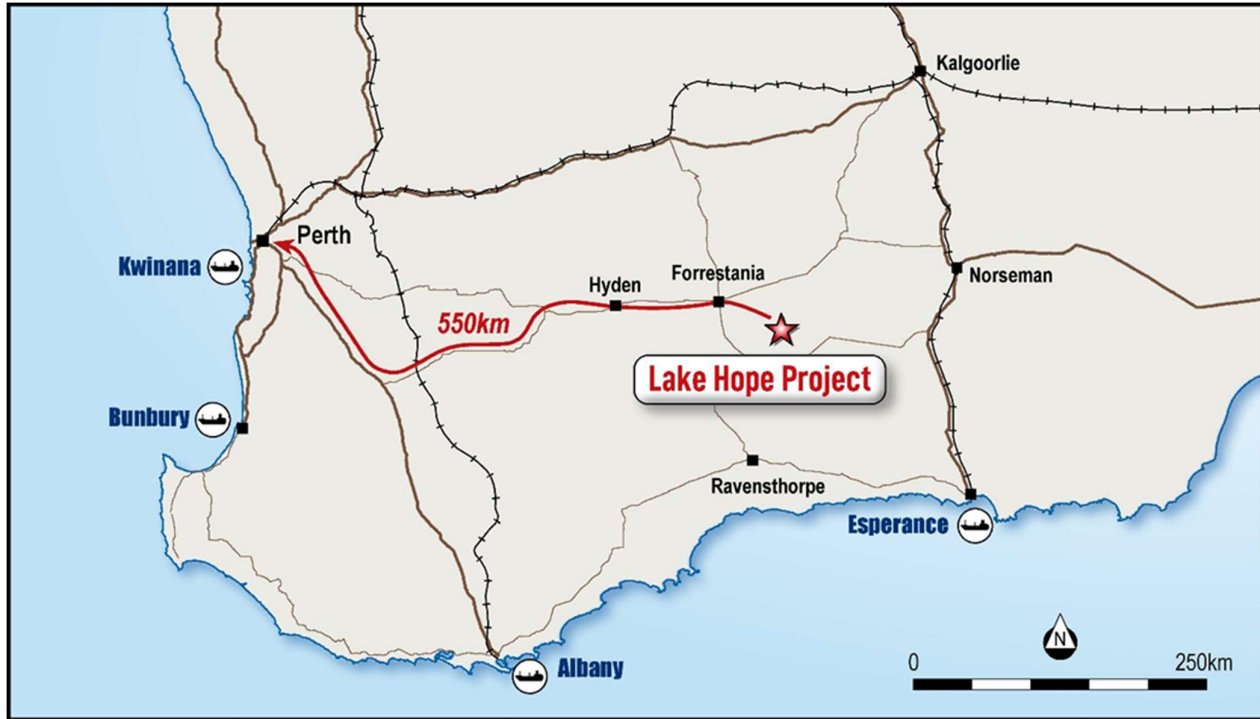 Kalgoorlie
Perth
Kwinana
Hyden
Forrestania
Norseman
550km
Lake Hope Project
Bunbury
Ravensthorpe
Esperance
Albany
N
0
250km